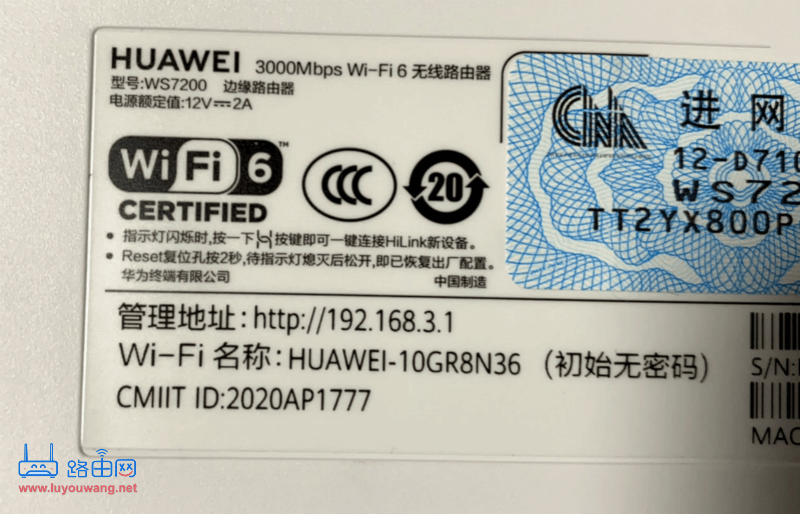 HUAWEI 3000Mbps Wi-Fi 6 无线路由器
型号:WS7200 边缘路由器
电源额定值:12V⎓2A
Wi Fi 6 ™
CERTIFIED
CCC
20
• 指示灯闪烁时,按一下 按键即可一键连接HiLink新设备。
• Reset复位孔按2秒,待指示灯熄灭后松开,即已恢复出厂配置。
华为终端有限公司
中国制造
CNA
进网
12-D710
WS72
TT2YX800P
管理地址:http://192.168.3.1
Wi-Fi 名称:HUAWEI-10GR8N36 (初始无密码)
CMIIT ID:2020AP1777
S/N:
MAC
路由网
www.luyouwang.net